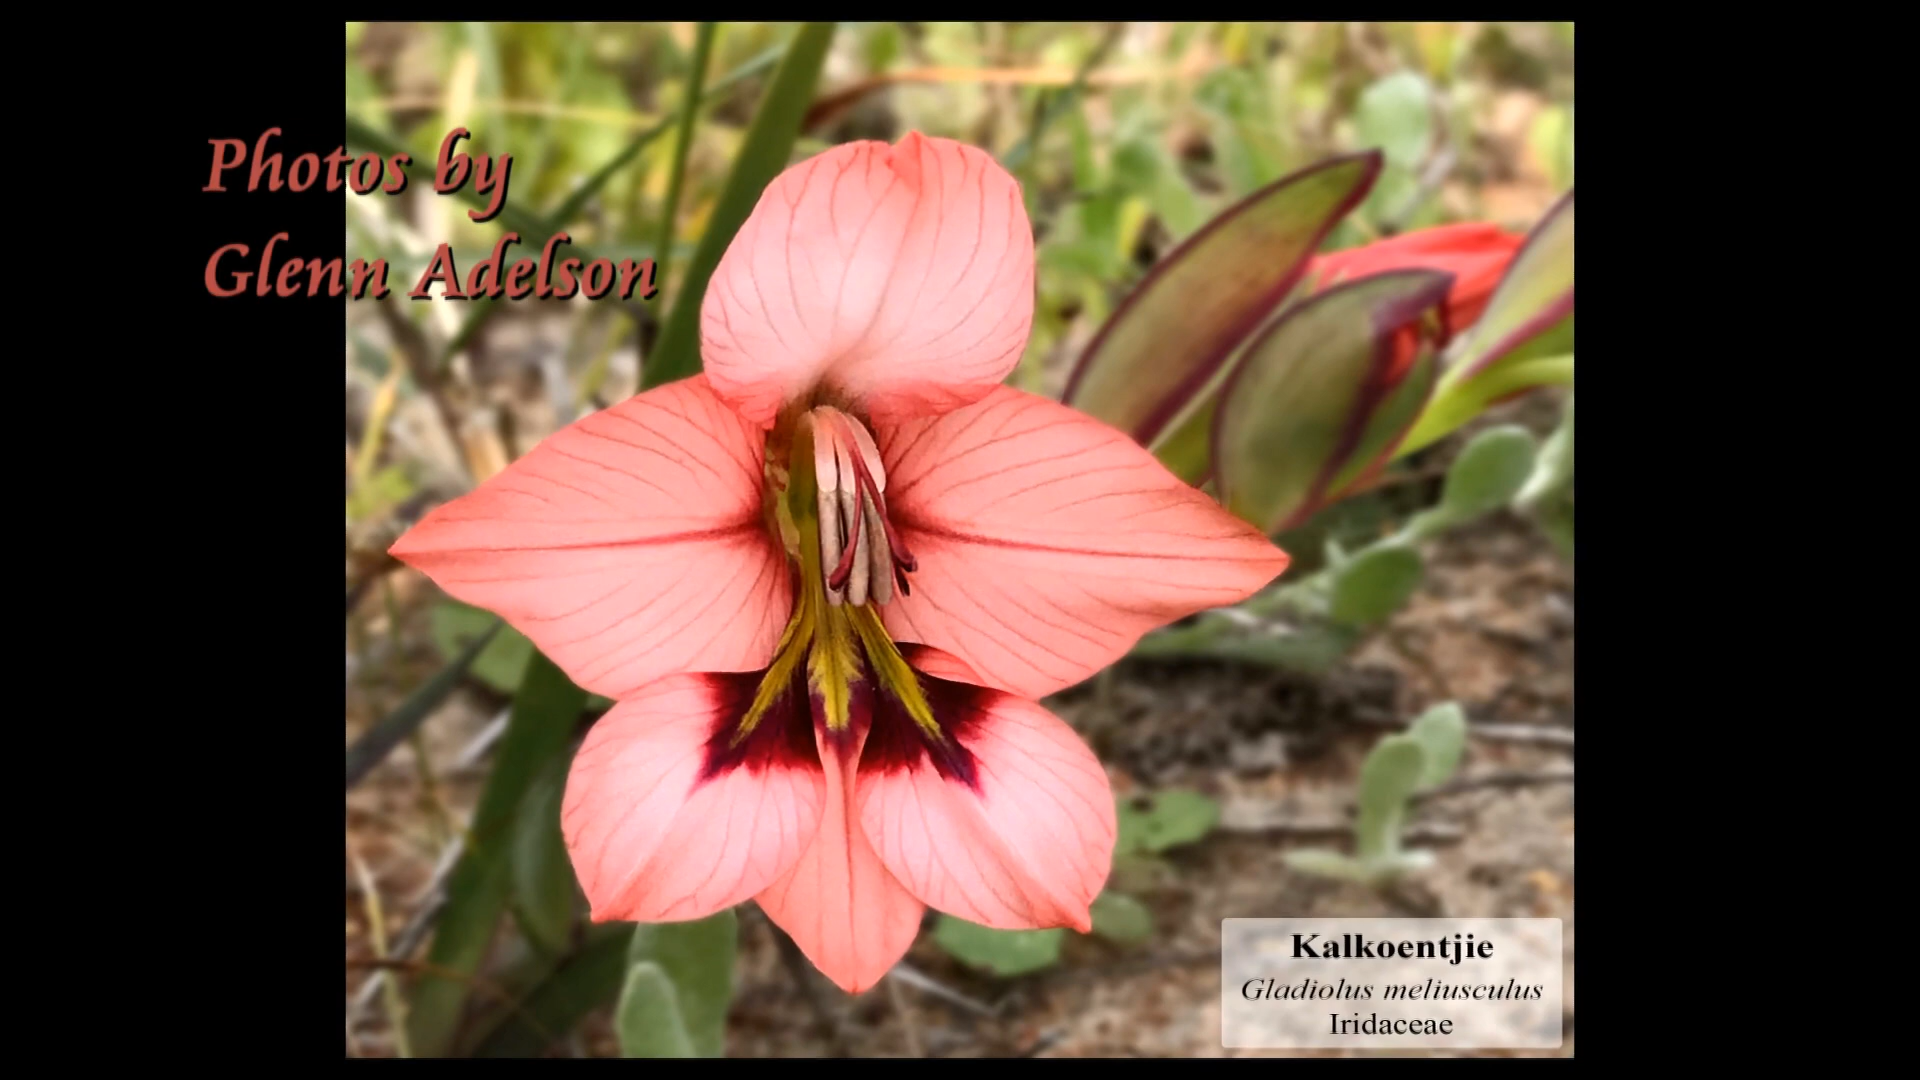 Photos by
Glenn Adelson
Kalkoentjie
Gladiolus meliusculus
Iridaceae